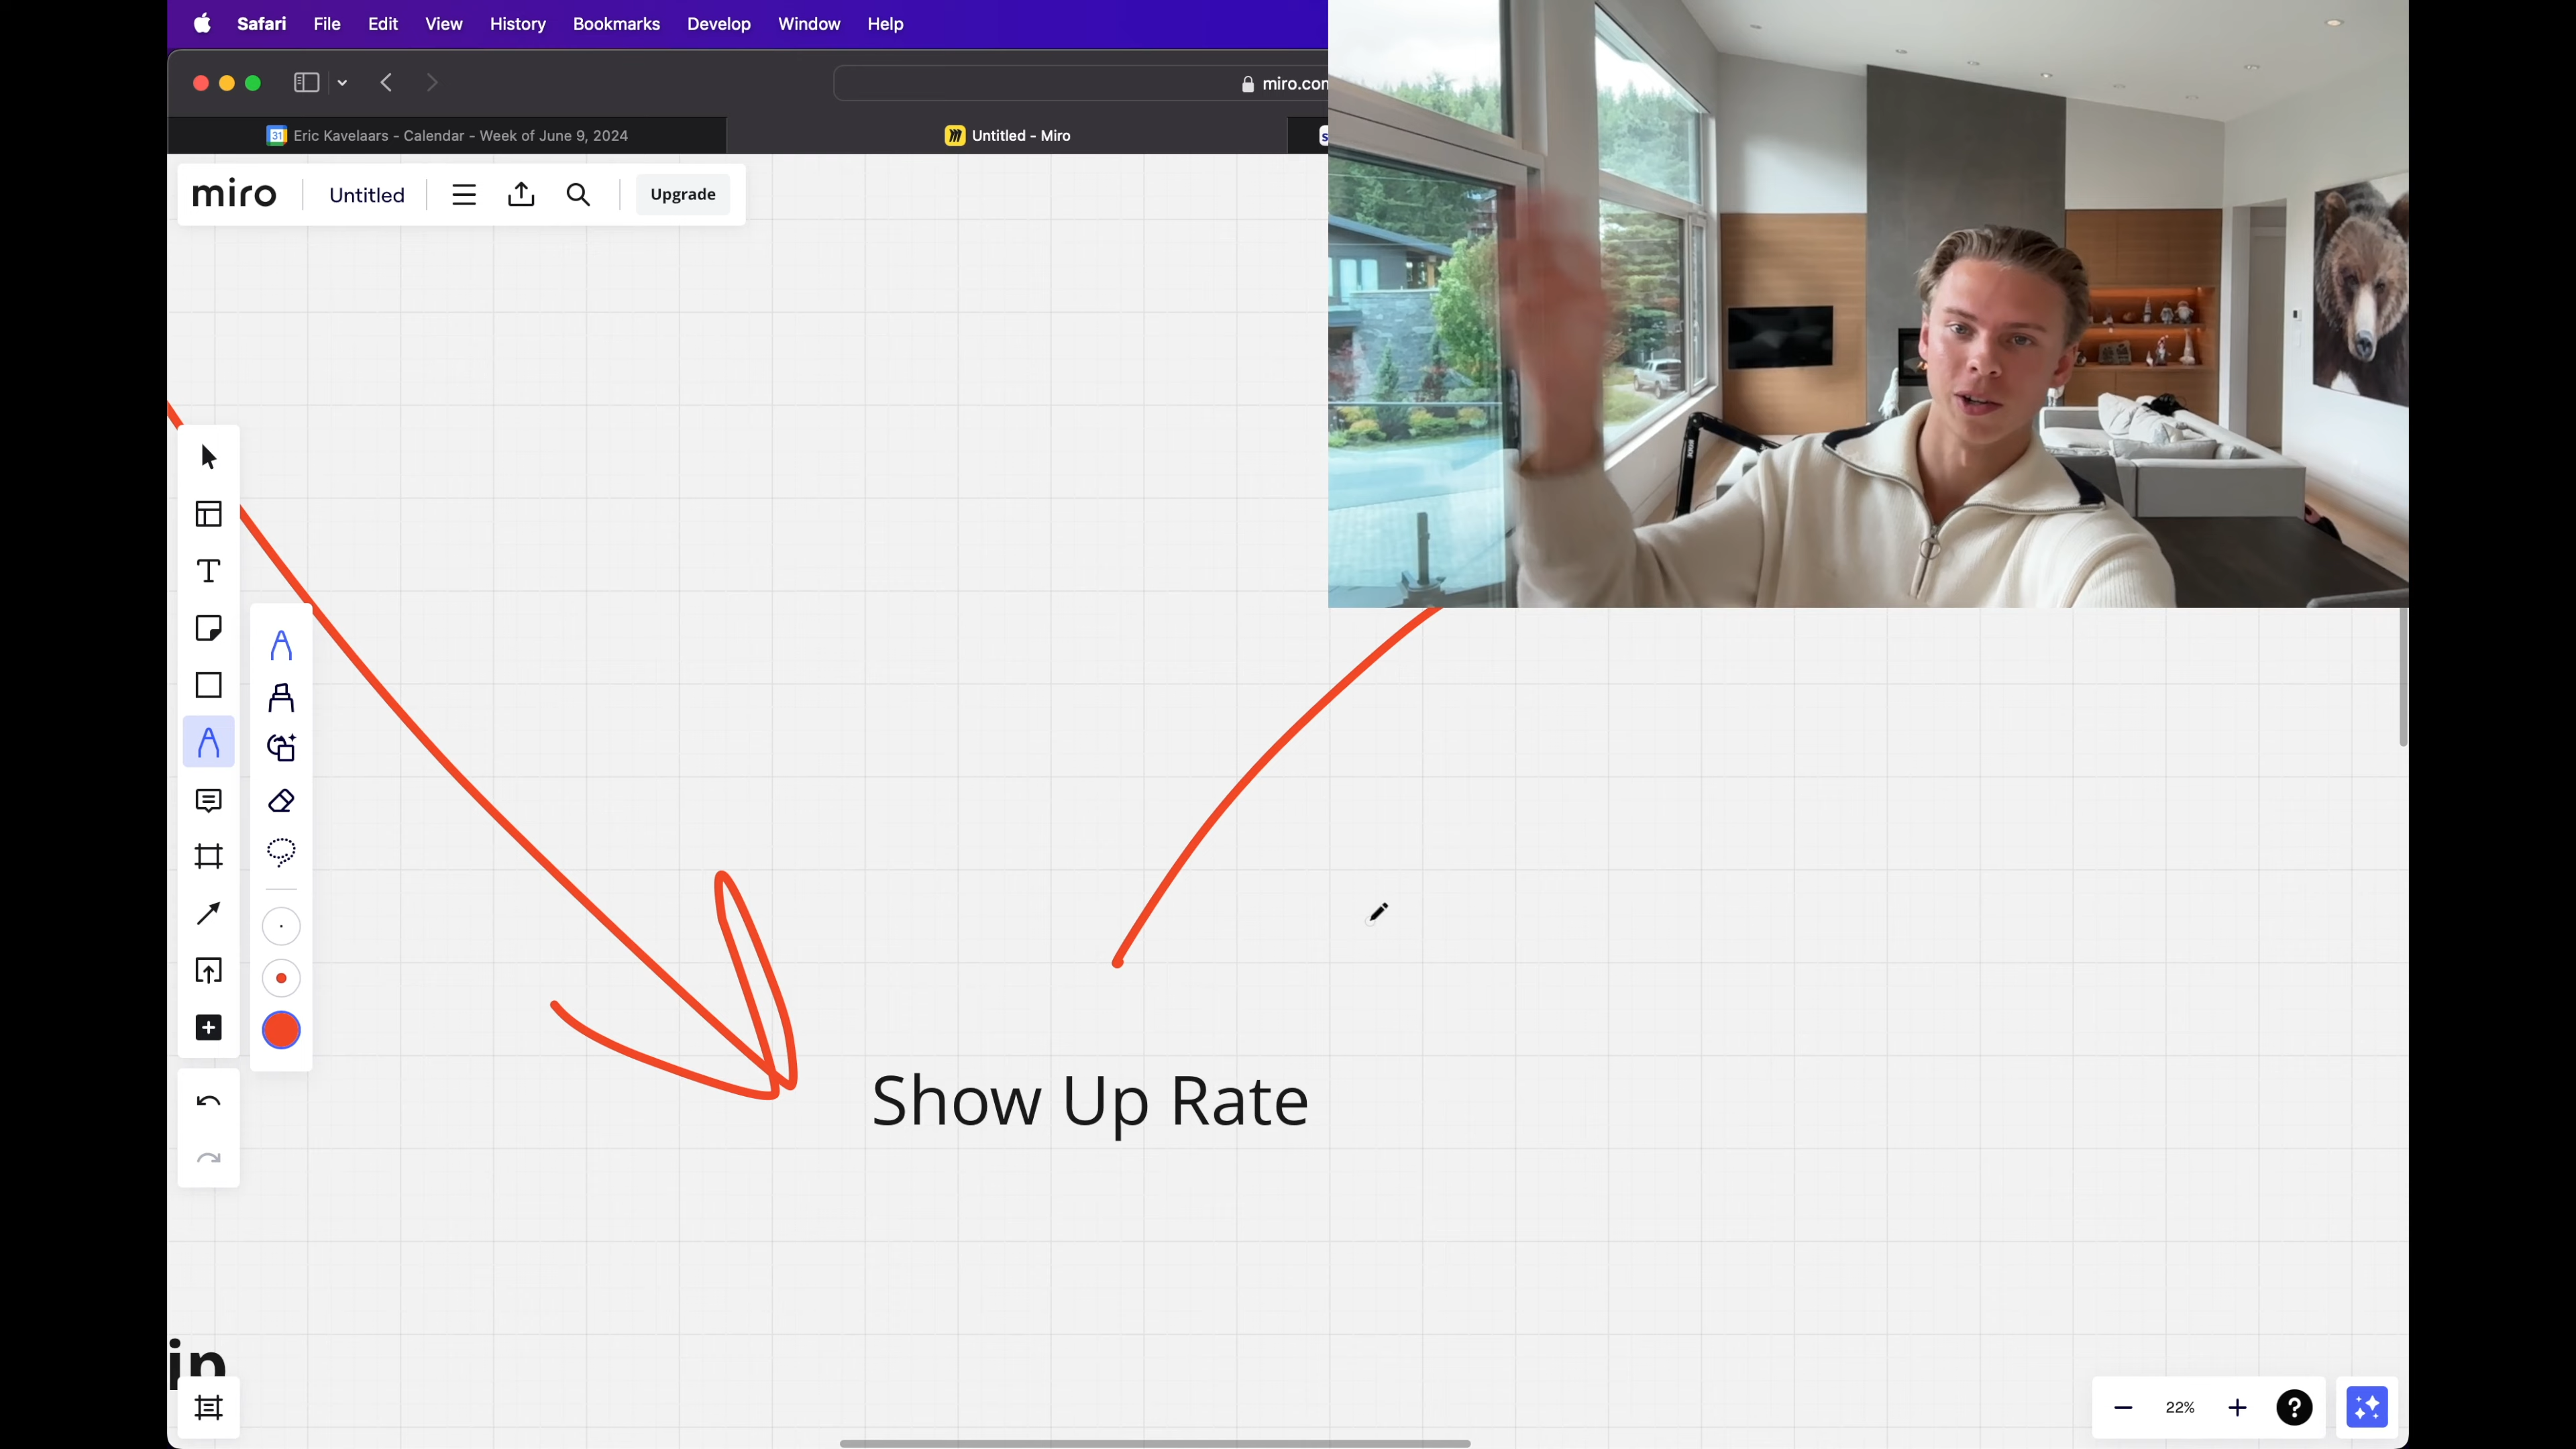 Safari File Edit View History Bookmarks Develop Window Help
miro.com
31 Eric Kavelaars - Calendar - Week of June 9, 2024
Untitled - Miro
miro Untitled Upgrade
Show Up Rate
22%